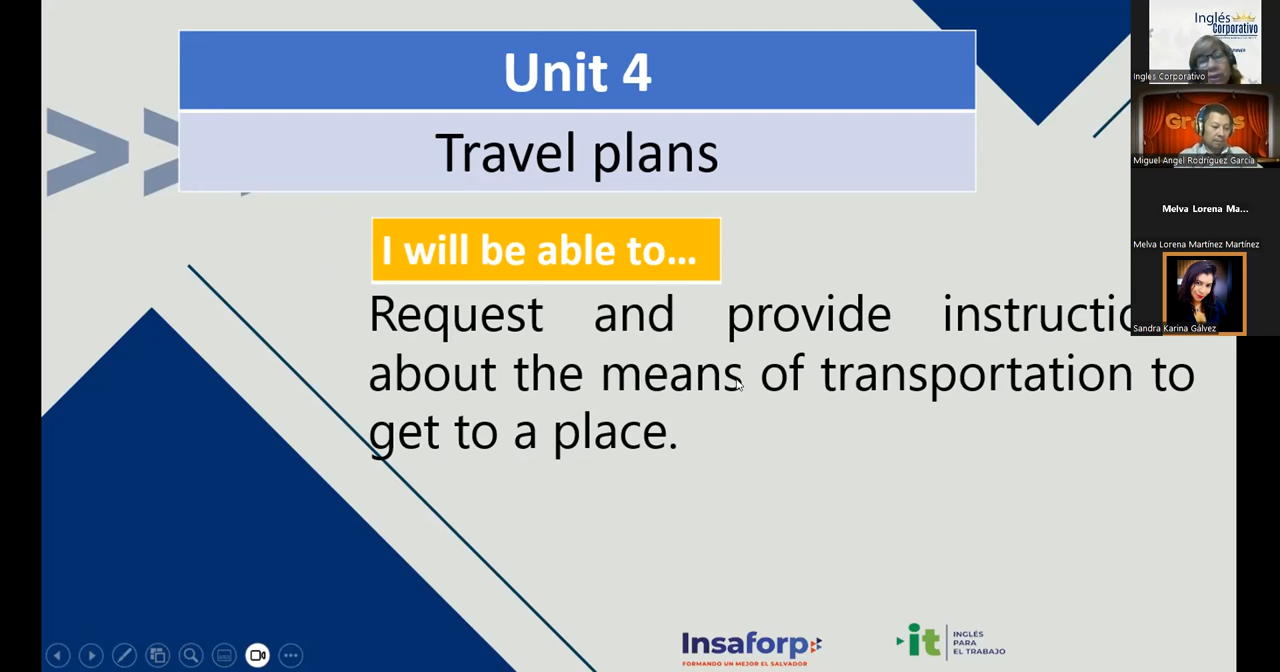 Unit 4
Travel plans
I will be able to...
Request and provide instructio
about the means of transportation to
get to a place.
Insaforp
FORMANDO UN MEJOR EL SALVADOR
it
INGLÉS
PARA
EL TRABAJO
Inglés
Corporativo
Ingles Corporativo
Miguel Angel Rodríguez García
Melva Lorena Ma...
Melva Lorena Martínez Martínez
Sandra Karina Gálvez